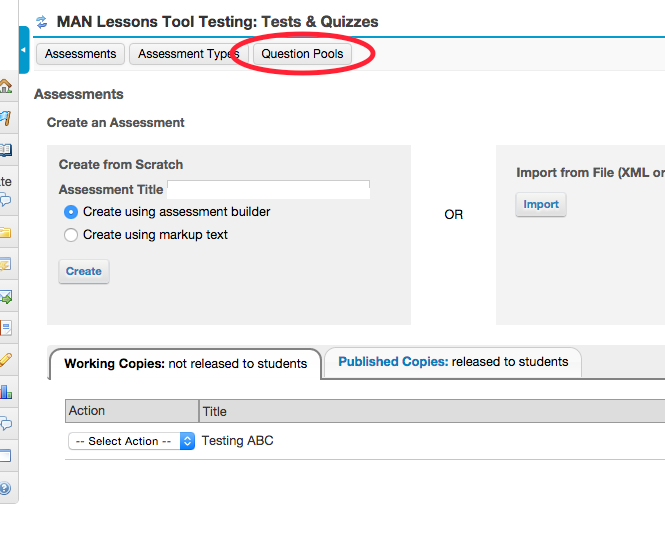 MAN Lessons Tool Testing: Tests & Quizzes
Assessments Assessment Types Question Pools
Assessments
Create an Assessment
Create from Scratch
Assessment Title
Create using assessment builder
Create using markup text
Create
OR
Import from File (XML or
Import
te
Working Copies: not released to students
Published Copies: released to students
Action Title
-- Select Action -- Testing ABC